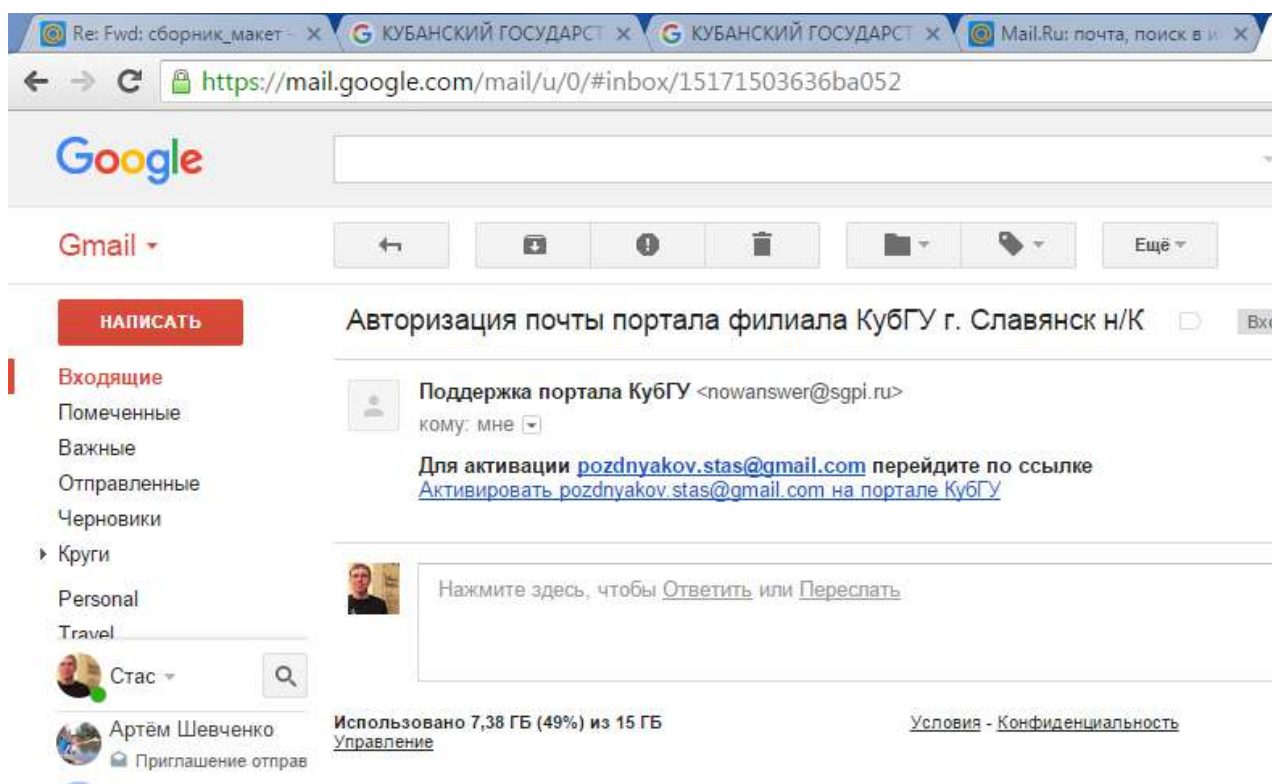 Re: Fwd: сборник_макет -
КУБАНСКИЙ ГОСУДАРСТ
КУБАНСКИЙ ГОСУДАРСТ
Mail.Ru: почта, поиск в и
https://mail.google.com/mail/u/0/#inbox/15171503636ba052
Google
Gmail
Ещё
НАПИСАТЬ
Авторизация почты портала филиала КубГУ г. Славянск н/К
Вхо
Входящие
Помеченные
Важные
Отправленные
Черновики
Круги
Personal
Travel
Поддержка портала КубГУ <nowanswer@sgpi.ru>
кому: мне
Для активации pozdnyakov.stas@gmail.com перейдите по ссылке
Активировать pozdnyakov.stas@gmail.com на портале КубГУ
Нажмите здесь, чтобы Ответить или Переслать
Стас
Артём Шевченко
Приглашение отправ
Использовано 7,38 ГБ (49%) из 15 ГБ
Управление
Условия - Конфиденциальность